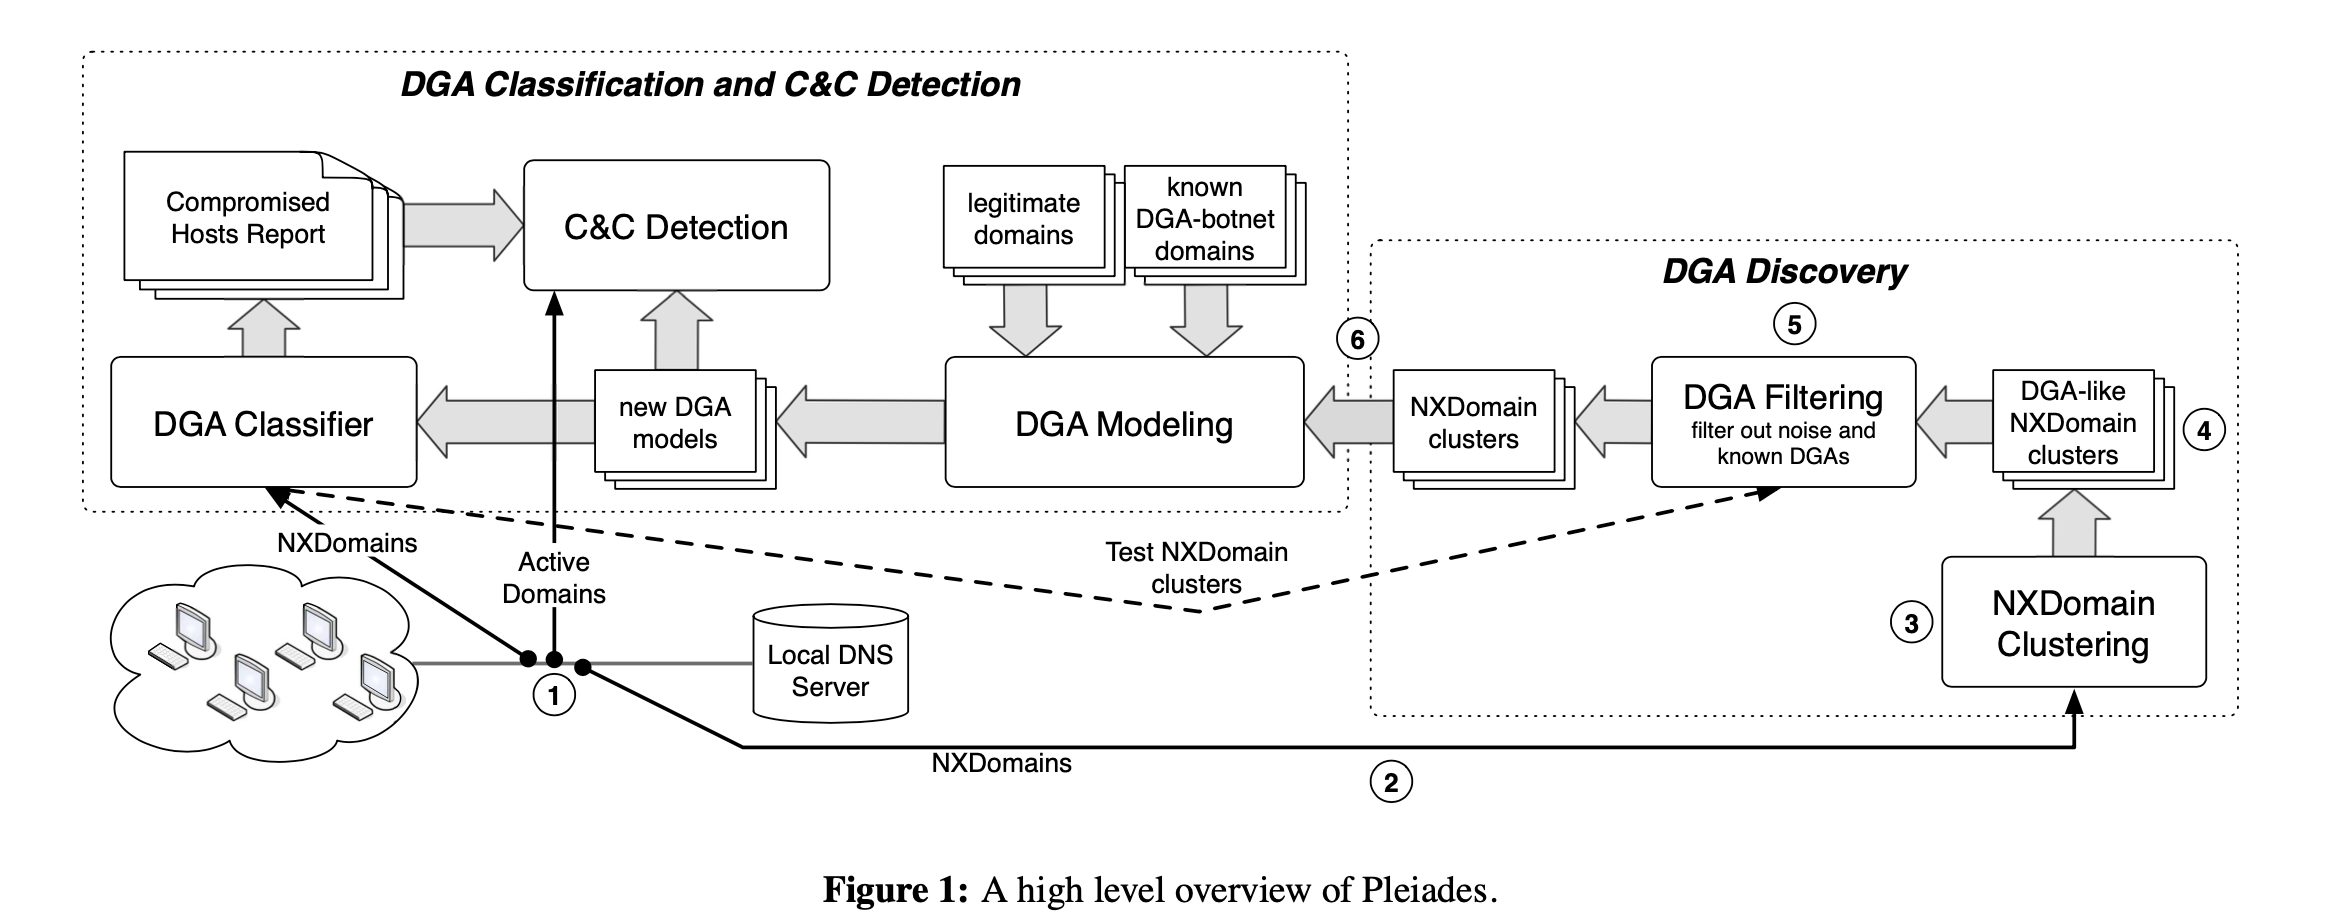 DGA Classification and C&C Detection
Compromised
Hosts Report
C&C Detection
legitimate
domains
known
DGA-botnet
domains
DGA Discovery
5
6
DGA Classifier
new DGA
models
DGA Modeling
NXDomain
clusters
DGA Filtering
filter out noise and
known DGAs
DGA-like
NXDomain
clusters
4
NXDomains
Active
Domains
Test NXDomain
clusters
3
NXDomain
Clustering
Local DNS
Server
1
NXDomains
2
Figure 1: A high level overview of Pleiades.